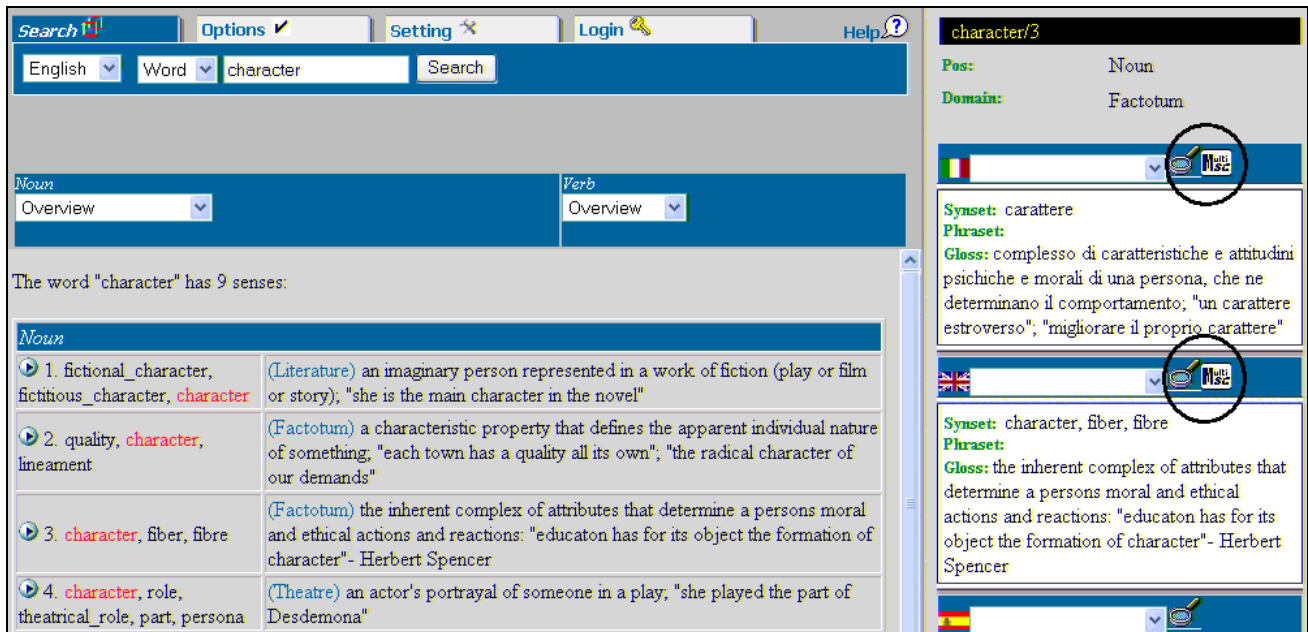 Search
Options
Setting
Login
Help
English
Word
character
Search
Noun
Overview
Verb
Overview
The word "character" has 9 senses:
Noun
1. fictional_character,
fictitious_character, character
(Literature) an imaginary person represented in a work of fiction (play or film
or story); "she is the main character in the novel"
2. quality, character,
lineament
(Factotum) a characteristic property that defines the apparent individual nature
of something; "each town has a quality all its own"; "the radical character of
our demands"
3. character, fiber, fibre
(Factotum) the inherent complex of attributes that determine a persons moral
and ethical actions and reactions: "educaton has for its object the formation of
character"- Herbert Spencer
4. character, role,
theatrical_role, part, persona
(Theatre) an actor's portrayal of someone in a play; "she played the part of
Desdemona"
character/3
Pos: Noun
Domain: Factotum
Multi
Msc
Synset: carattere
Phraset:
Gloss: complesso di caratteristiche e attitudini
psichiche e morali di una persona, che ne
determinano il comportamento; "un carattere
estroverso"; "migliorare il proprio carattere"
Multi
Msc
Synset: character, fiber, fibre
Phraset:
Gloss: the inherent complex of attributes that
determine a persons moral and ethical
actions and reactions: "educaton has for its
object the formation of character"- Herbert
Spencer